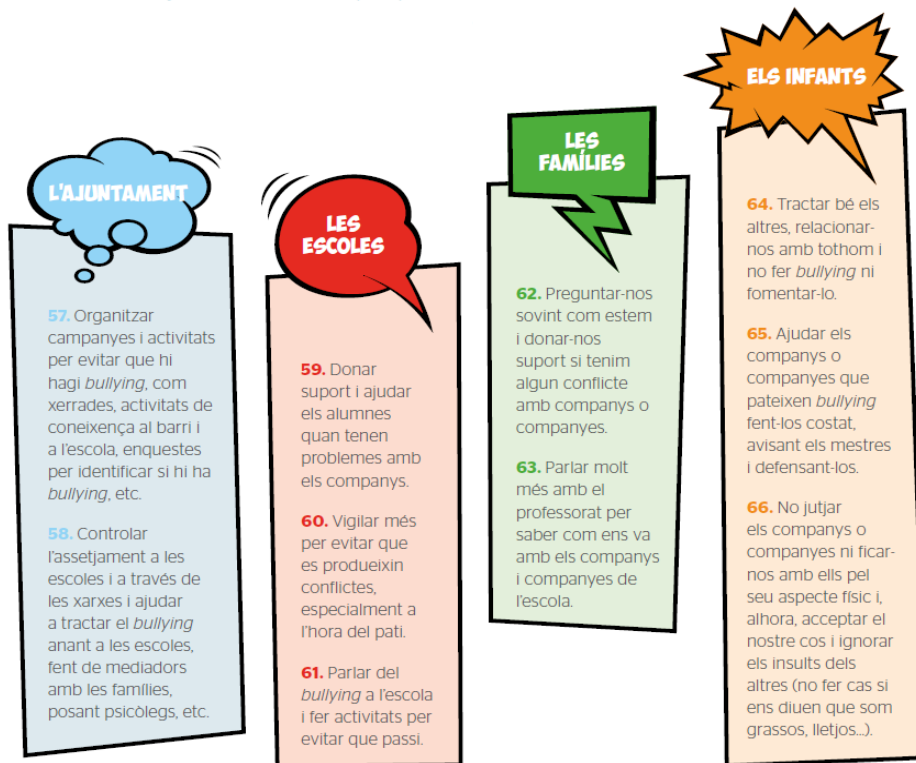 L'AJUNTAMENT
57. Organitzar
campanyes i activitats
per evitar que hi
hagi bullying, com
xerrades, activitats de
coneixença al barri i
a l'escola, enquestes
per identificar si hi ha
bullying, etc.
58. Controlar
l'assetjament a les
escoles i a través de
les xarxes i ajudar
a tractar el bullying
anant a les escoles,
fent de mediadors
amb les famílies,
posant psicòlegs, etc.
LES
ESCOLES
59. Donar
suport i ajudar
els alumnes
quan tenen
problemes amb
els companys.
60. Vigilar més
per evitar que
es produeixin
conflictes,
especialment a
l'hora del pati.
61. Parlar del
bullying a l'escola
i fer activitats per
evitar que passi.
LES
FAMÍLIES
62. Preguntar-nos
sovint com estem
i donar-nos
suport si tenim
algun conflicte
amb companys o
companyes.
63. Parlar molt
més amb el
professorat per
saber com ens va
amb els companys
i companyes de
l'escola.
ELS INFANTS
64. Tractar bé els
altres, relacionar-
nos amb tothom i
no fer bullying ni
fomentar-lo.
65. Ajudar els
companys o
companyes que
pateixen bullying
fent-los costat,
avisant els mestres
i defensant-los.
66. No jutjar
els companys o
companyes ni ficar-
nos amb ells pel
seu aspecte físic i,
alhora, acceptar el
nostre cos i ignorar
els insults dels
altres (no fer cas si
ens diuen que som
grassos, lletjos...).